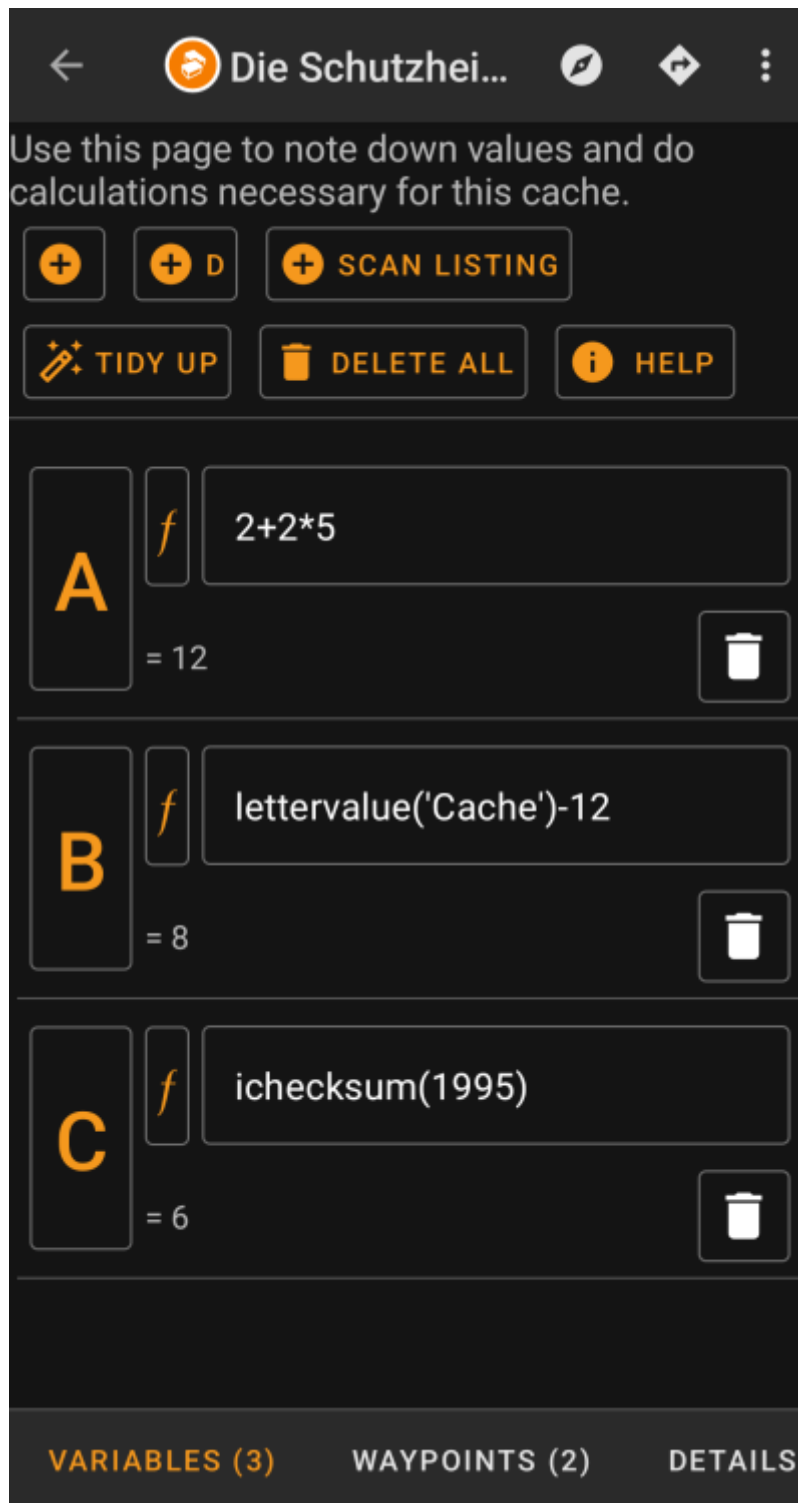 Die Schutzhei...
Use this page to note down values and do
calculations necessary for this cache.
D SCAN LISTING
TIDY UP DELETE ALL HELP
A f 2+2*5
= 12
B f lettervalue('Cache')-12
= 8
C f ichecksum(1995)
= 6
VARIABLES (3) WAYPOINTS (2) DETAILS